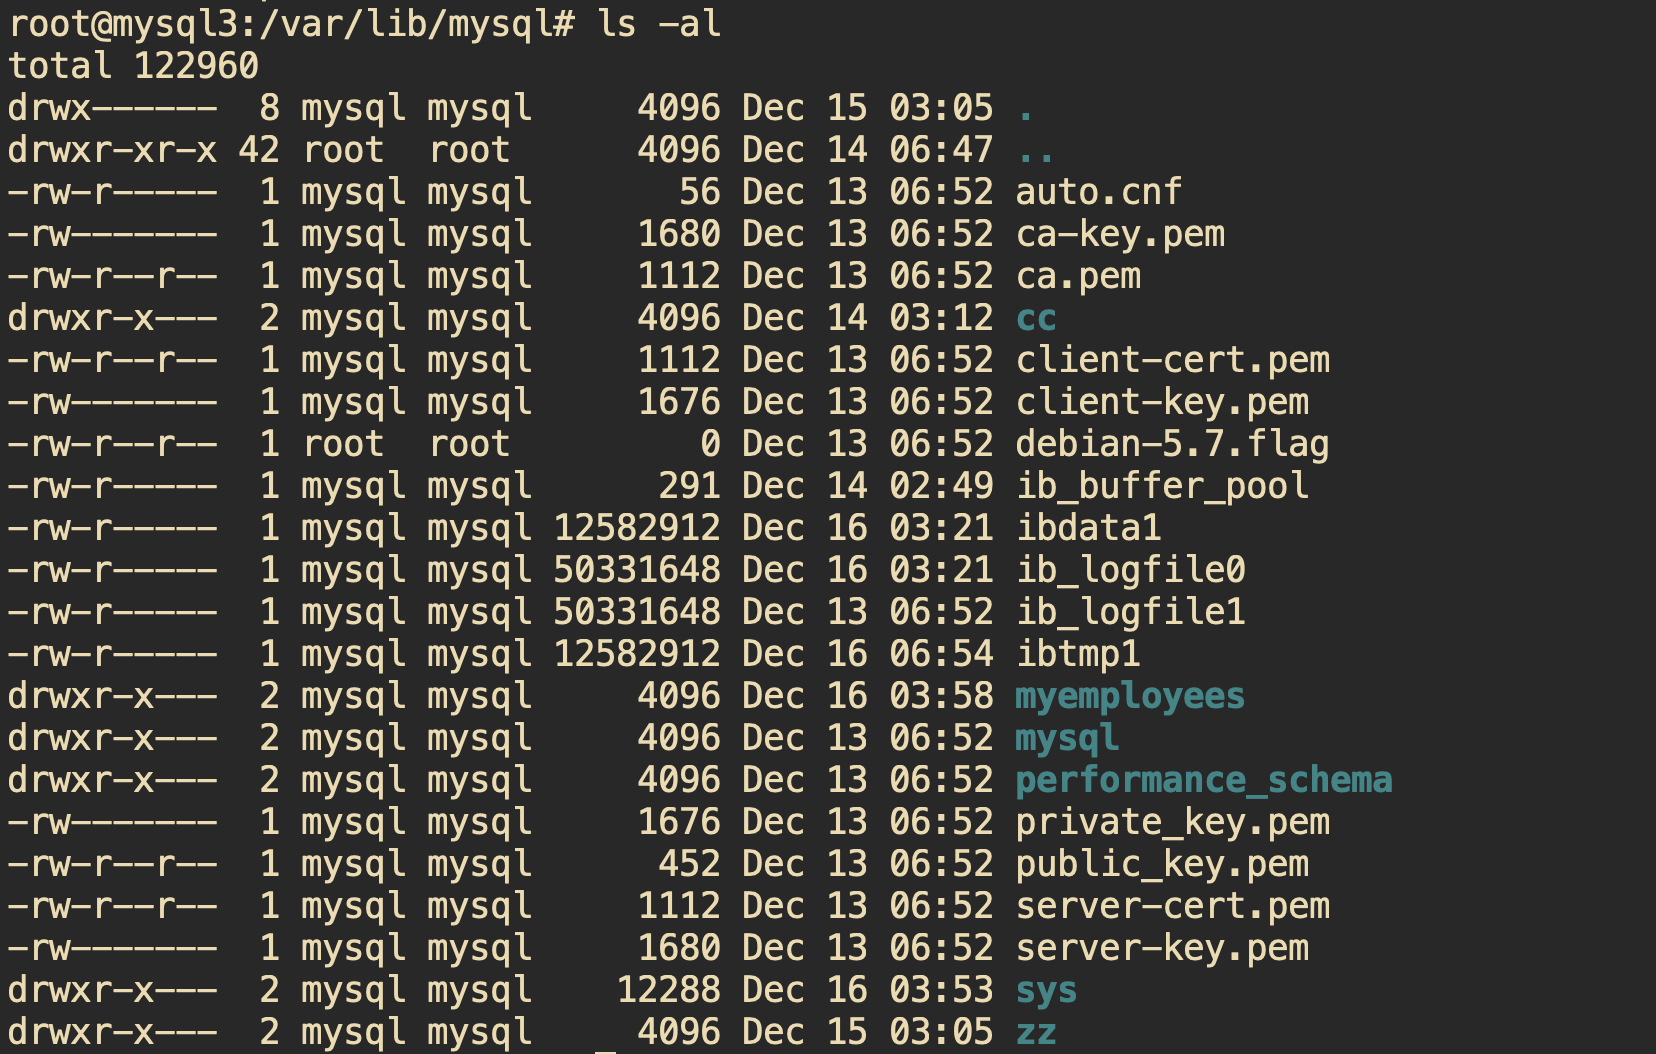 root@mysql3:/var/lib/mysql# ls -al
total 122960
drwx------  8 mysql mysql     4096 Dec 15 03:05 .
drwxr-xr-x 42 root  root      4096 Dec 14 06:47 ..
-rw-r-----  1 mysql mysql       56 Dec 13 06:52 auto.cnf
-rw-------  1 mysql mysql     1680 Dec 13 06:52 ca-key.pem
-rw-r--r--  1 mysql mysql     1112 Dec 13 06:52 ca.pem
drwxr-x---  2 mysql mysql     4096 Dec 14 03:12 cc
-rw-r--r--  1 mysql mysql     1112 Dec 13 06:52 client-cert.pem
-rw-------  1 mysql mysql     1676 Dec 13 06:52 client-key.pem
-rw-r--r--  1 root  root         0 Dec 13 06:52 debian-5.7.flag
-rw-r-----  1 mysql mysql      291 Dec 14 02:49 ib_buffer_pool
-rw-r-----  1 mysql mysql 12582912 Dec 16 03:21 ibdata1
-rw-r-----  1 mysql mysql 50331648 Dec 16 03:21 ib_logfile0
-rw-r-----  1 mysql mysql 50331648 Dec 13 06:52 ib_logfile1
-rw-r-----  1 mysql mysql 12582912 Dec 16 06:54 ibtmp1
drwxr-x---  2 mysql mysql     4096 Dec 16 03:58 myemployees
drwxr-x---  2 mysql mysql     4096 Dec 13 06:52 mysql
drwxr-x---  2 mysql mysql     4096 Dec 13 06:52 performance_schema
-rw-------  1 mysql mysql     1676 Dec 13 06:52 private_key.pem
-rw-r--r--  1 mysql mysql      452 Dec 13 06:52 public_key.pem
-rw-r--r--  1 mysql mysql     1112 Dec 13 06:52 server-cert.pem
-rw-------  1 mysql mysql     1680 Dec 13 06:52 server-key.pem
drwxr-x---  2 mysql mysql    12288 Dec 16 03:53 sys
drwxr-x---  2 mysql mysql     4096 Dec 15 03:05 zz